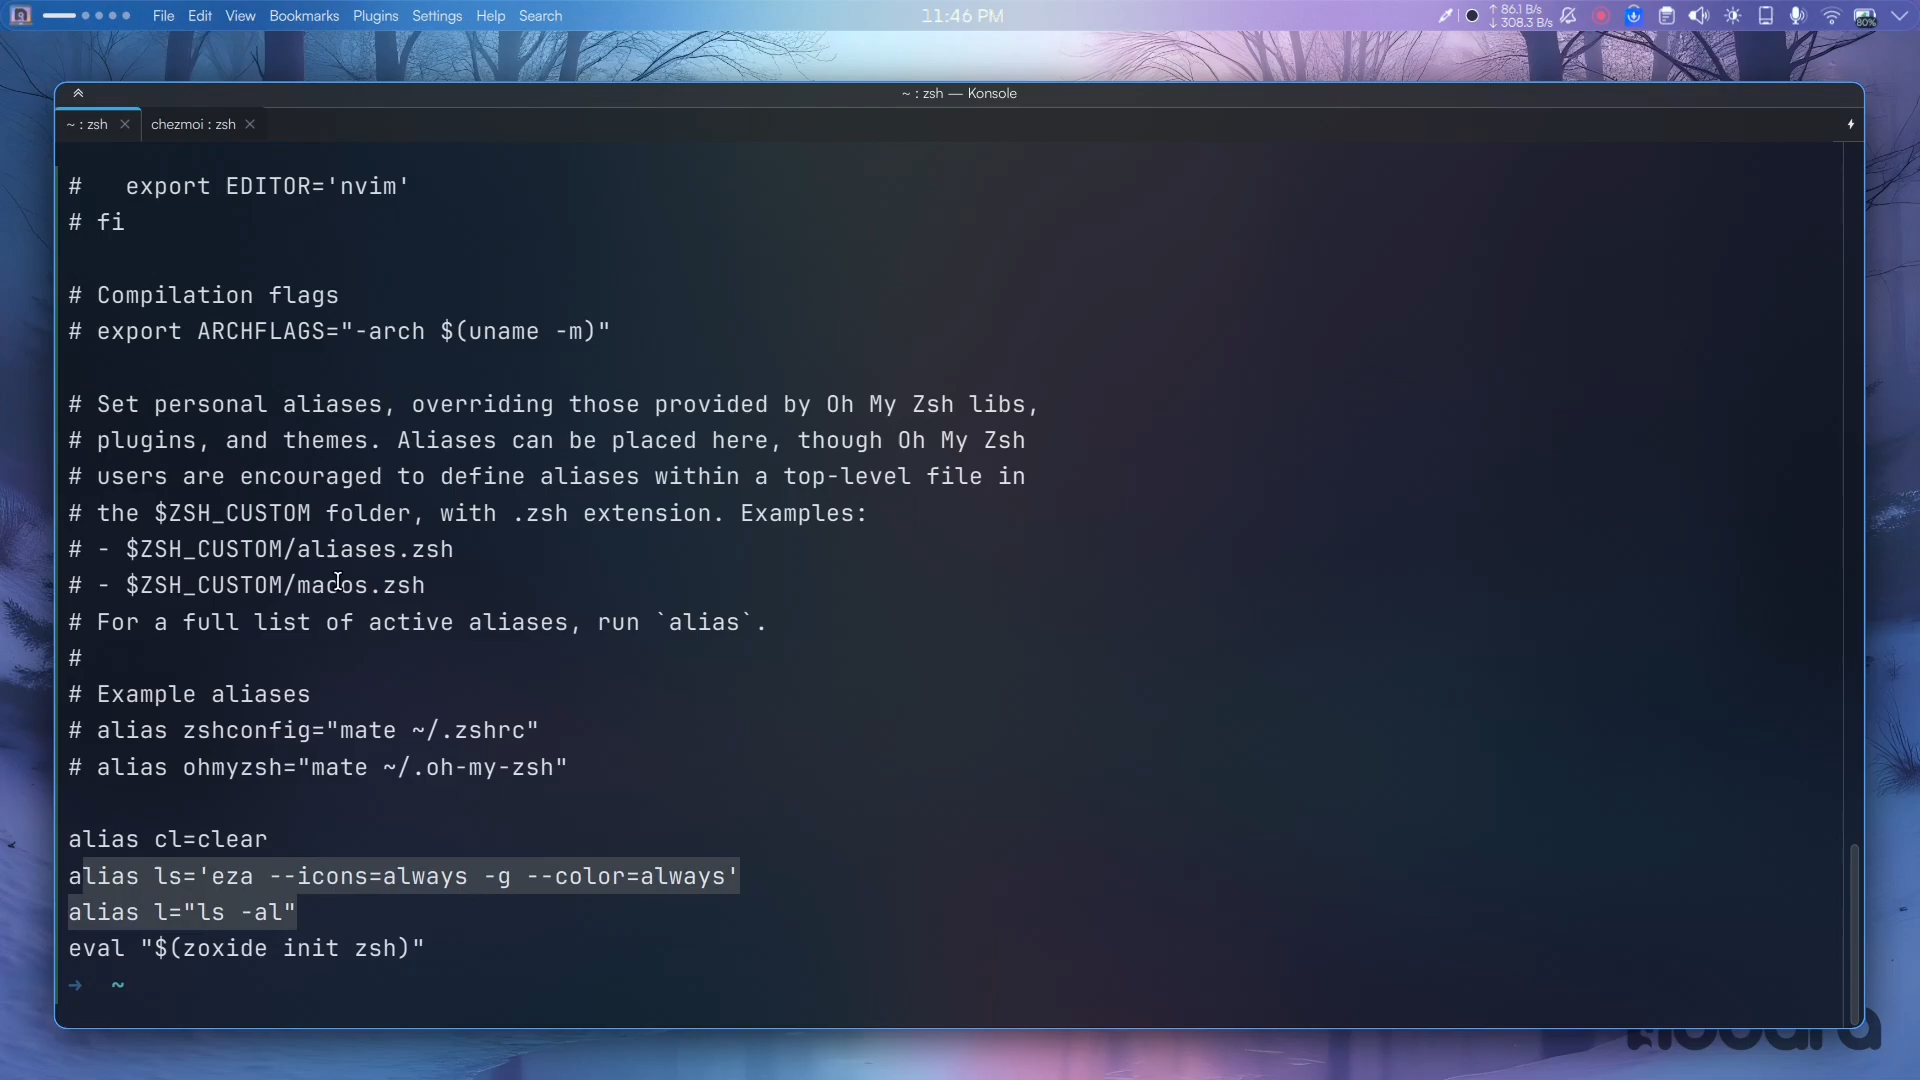 File Edit View Bookmarks Plugins Settings Help Search
11:46 PM
↑ 86.1 B/s
↓ 308.3 B/s
80%
~ : zsh — Konsole
~ : zsh
chezmoi : zsh
#   export EDITOR='nvim'
# fi
# Compilation flags
# export ARCHFLAGS="-arch $(uname -m)"
# Set personal aliases, overriding those provided by Oh My Zsh libs,
# plugins, and themes. Aliases can be placed here, though Oh My Zsh
# users are encouraged to define aliases within a top-level file in
# the $ZSH_CUSTOM folder, with .zsh extension. Examples:
# - $ZSH_CUSTOM/aliases.zsh
# - $ZSH_CUSTOM/macos.zsh
# For a full list of active aliases, run `alias`.
#
# Example aliases
# alias zshconfig="mate ~/.zshrc"
# alias ohmyzsh="mate ~/.oh-my-zsh"
alias cl=clear
alias ls='eza --icons=always -g --color=always'
alias l="ls -al"
eval "$(zoxide init zsh)"
→ ~